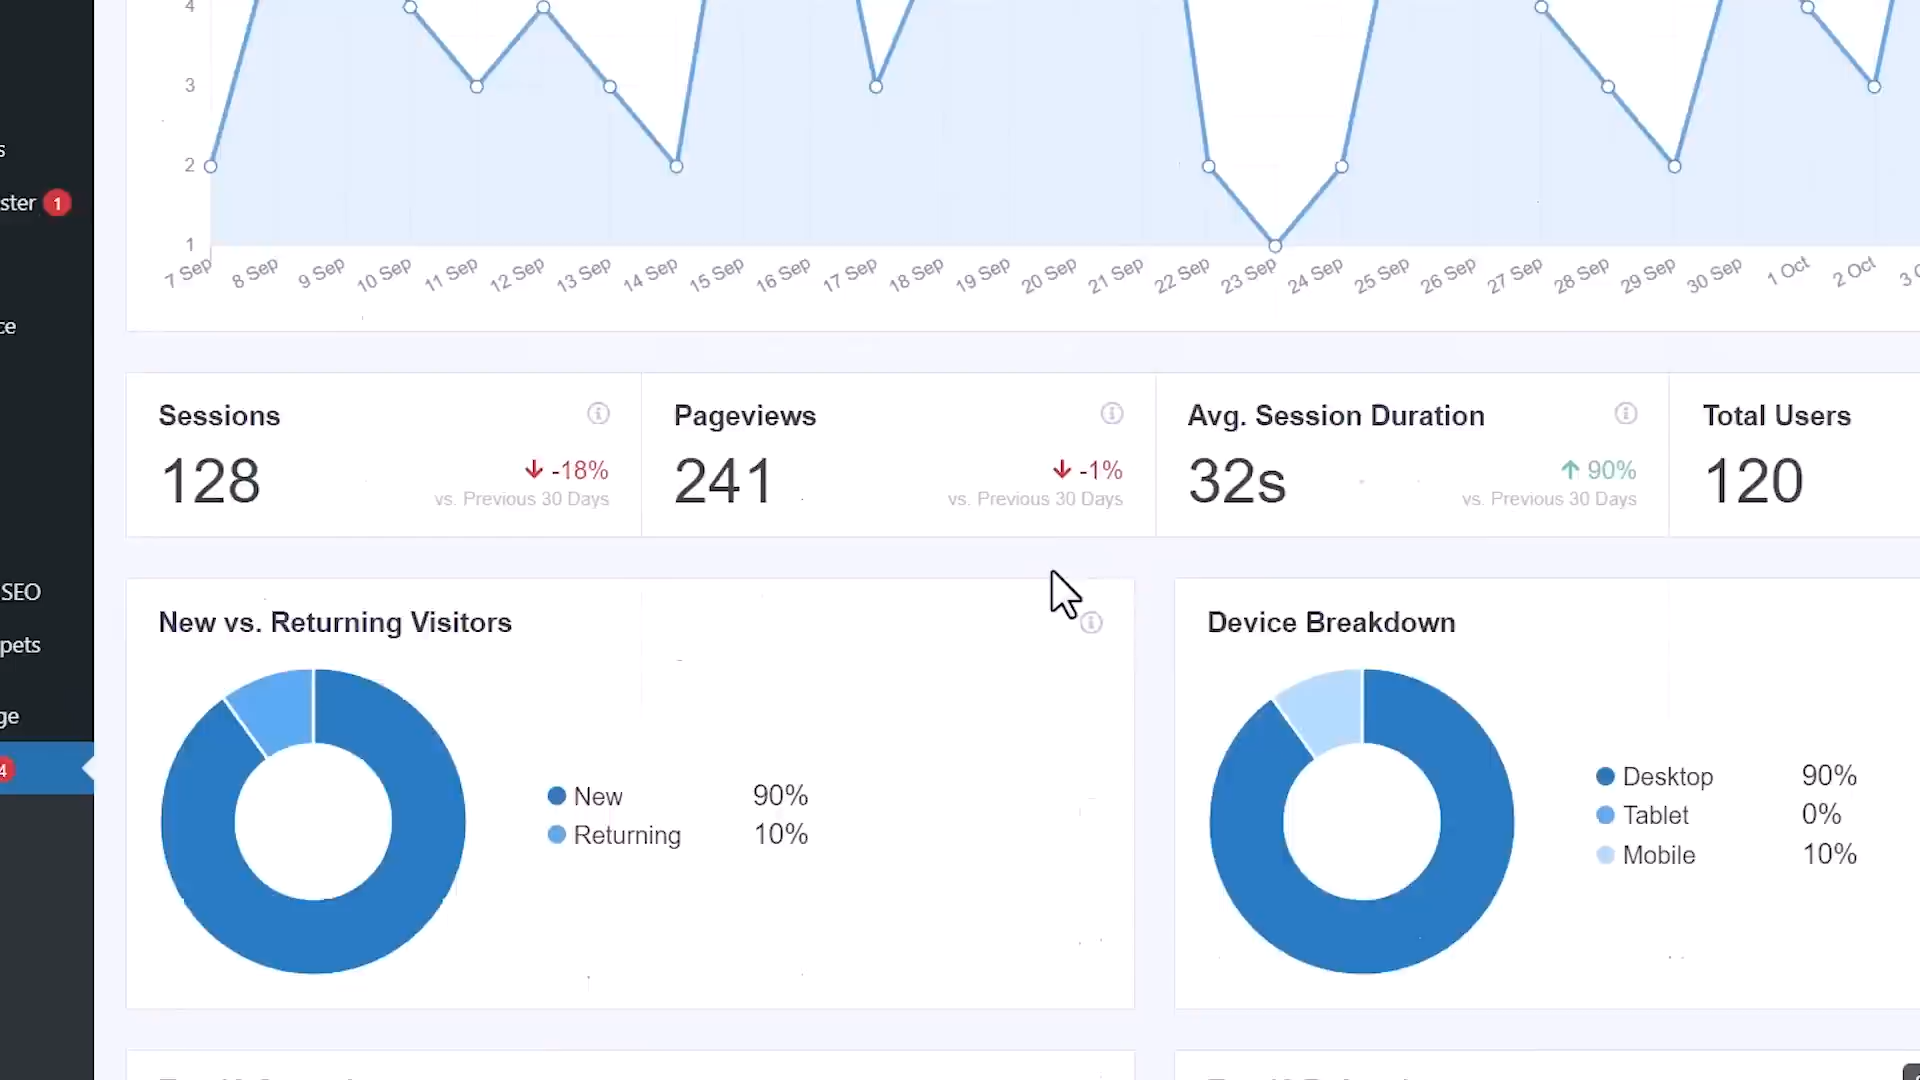 4
3
2
1
7 Sep 8 Sep 9 Sep 10 Sep 11 Sep 12 Sep 13 Sep 14 Sep 15 Sep 16 Sep 17 Sep 18 Sep 19 Sep 20 Sep 21 Sep 22 Sep 23 Sep 24 Sep 25 Sep 26 Sep 27 Sep 28 Sep 29 Sep 30 Sep 1 Oct 2 Oct 3 O
s
ster 1
ce
SEO
pets
ge
4
Sessions
128
-18%
vs. Previous 30 Days
Pageviews
241
-1%
vs. Previous 30 Days
Avg. Session Duration
32s
90%
vs. Previous 30 Days
Total Users
120
New vs. Returning Visitors
New 90%
Returning 10%
Device Breakdown
Desktop 90%
Tablet 0%
Mobile 10%